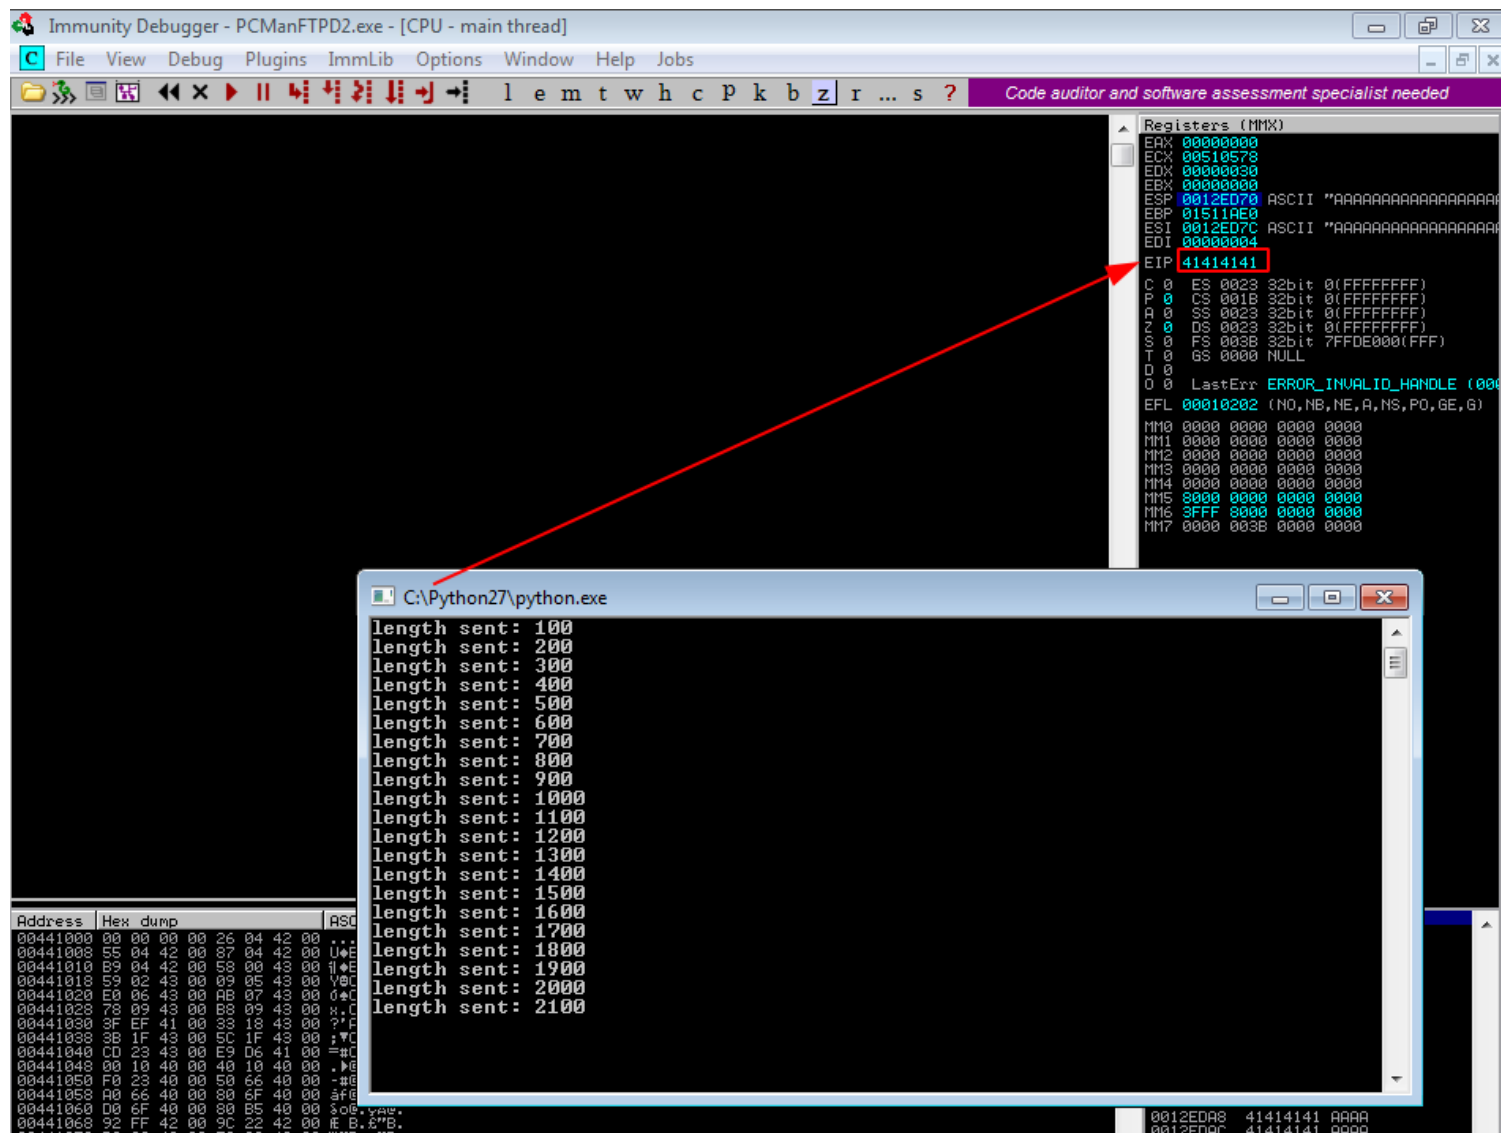 Immunity Debugger - PCManFTPD2.exe - [CPU - main thread]
C File View Debug Plugins ImmLib Options Window Help Jobs
l e m t w h c P k b z r ... s ? Code auditor and software assessment specialist needed
Registers (MMX)
EAX 00000000
ECX 00510578
EDX 00000030
EBX 00000000
ESP 0012ED70 ASCII "AAAAAAAAAAAAAAAAAA
EBP 01511AE0
ESI 0012ED7C ASCII "AAAAAAAAAAAAAAAAAA
EDI 00000004
EIP 41414141
C 0 ES 0023 32bit 0(FFFFFFFF)
P 0 CS 001B 32bit 0(FFFFFFFF)
A 0 SS 0023 32bit 0(FFFFFFFF)
Z 0 DS 0023 32bit 0(FFFFFFFF)
S 0 FS 003B 32bit 7FFDE000(FFF)
T 0 GS 0000 NULL
D 0
O 0 LastErr ERROR_INVALID_HANDLE (000
EFL 00010202 (NO,NB,NE,A,NS,PO,GE,G)
MM0 0000 0000 0000 0000
MM1 0000 0000 0000 0000
MM2 0000 0000 0000 0000
MM3 0000 0000 0000 0000
MM4 0000 0000 0000 0000
MM5 8000 0000 0000 0000
MM6 3FFF 8000 0000 0000
MM7 0000 003B 0000 0000
C:\Python27\python.exe
length sent: 100
length sent: 200
length sent: 300
length sent: 400
length sent: 500
length sent: 600
length sent: 700
length sent: 800
length sent: 900
length sent: 1000
length sent: 1100
length sent: 1200
length sent: 1300
length sent: 1400
length sent: 1500
length sent: 1600
length sent: 1700
length sent: 1800
length sent: 1900
length sent: 2000
length sent: 2100
Address Hex dump ASC
00441000 00 00 00 00 26 04 42 00
00441008 55 04 42 00 87 04 42 00
00441010 B9 04 42 00 58 00 43 00
00441018 59 02 43 00 09 05 43 00
00441020 E0 06 43 00 AB 07 43 00
00441028 78 09 43 00 B8 09 43 00
00441030 3F EF 41 00 33 18 43 00
00441038 3B 1F 43 00 5C 1F 43 00
00441040 CD 23 43 00 E9 D6 41 00
00441048 00 10 40 00 40 10 40 00
00441050 F0 23 40 00 50 66 40 00
00441058 A0 66 40 00 80 6F 40 00
00441060 D0 6F 40 00 80 B5 40 00
00441068 92 FF 42 00 9C 22 42 00
0012EDA8 41414141 AAAA
0012EDAC 41414141 AAAA